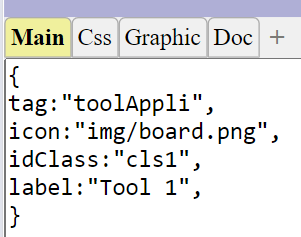 Main Css Graphic Doc +
{
tag:"toolAppli",
icon:"img/board.png",
idClass:"cls1",
label:"Tool 1",
}